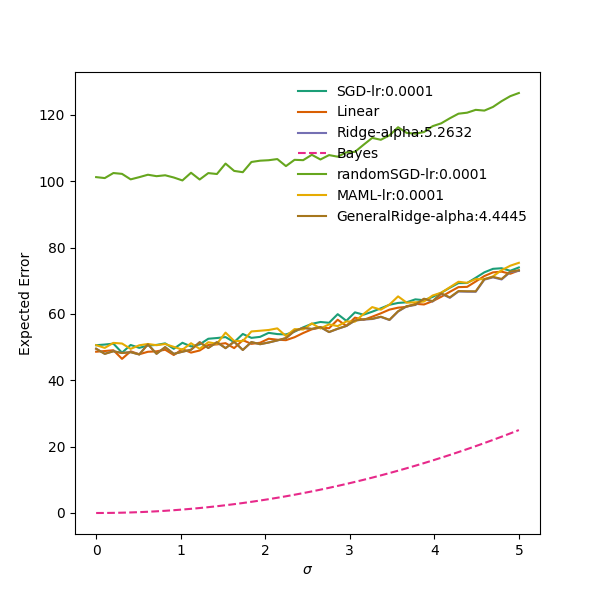 SGD-lr:0.0001
Linear
Ridge-alpha:5.2632
Bayes
randomSGD-lr:0.0001
MAML-lr:0.0001
GeneralRidge-alpha:4.4445
120
100
80
60
40
20
0
Expected Error
0 1 2 3 4 5
σ